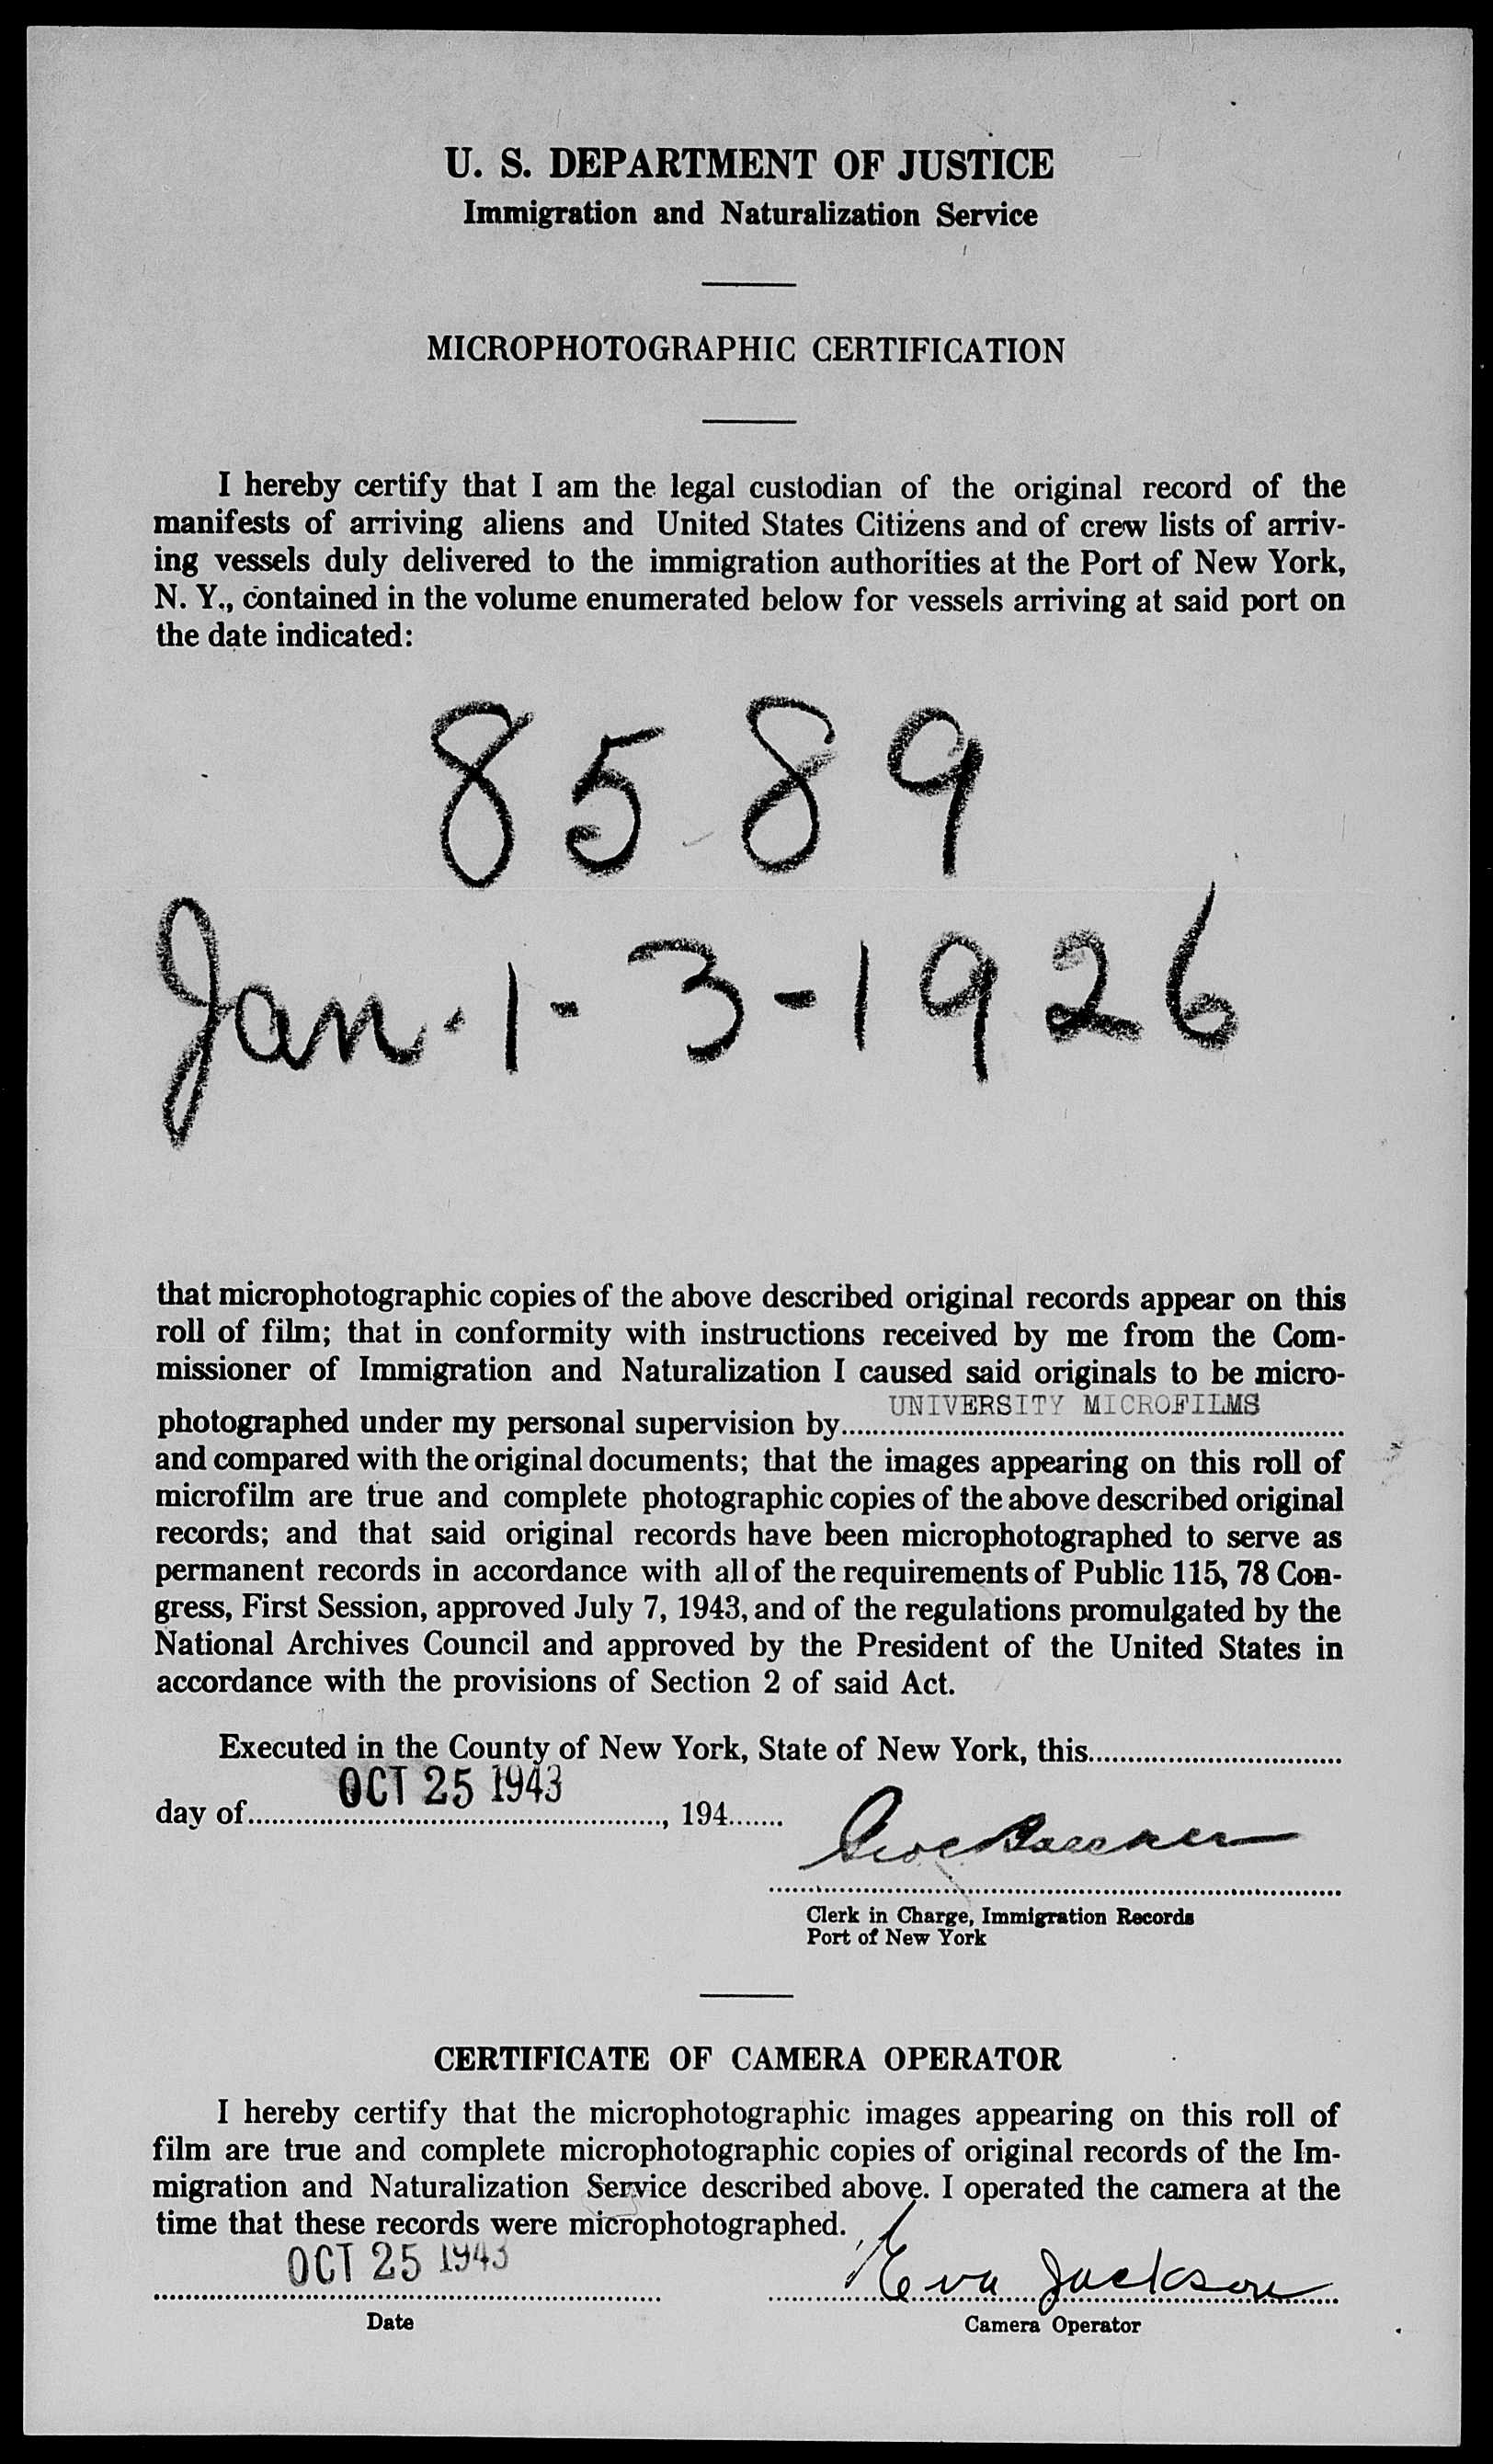 U. S. DEPARTMENT OF JUSTICE
Immigration and Naturalization Service
MICROPHOTOGRAPHIC CERTIFICATION
I hereby certify that I am the legal custodian of the original record of the
manifests of arriving aliens and United States Citizens and of crew lists of arriv-
ing vessels duly delivered to the immigration authorities at the Port of New York,
N. Y., contained in the volume enumerated below for vessels arriving at said port on
the date indicated:
8589
Jan-1-3-1926
that microphotographic copies of the above described original records appear on this
roll of film; that in conformity with instructions received by me from the Com-
missioner of Immigration and Naturalization I caused said originals to be micro-
photographed under my personal supervision by UNIVERSITY MICROFILMS
and compared with the original documents; that the images appearing on this roll of
microfilm are true and complete photographic copies of the above described original
records; and that said original records have been microphotographed to serve as
permanent records in accordance with all of the requirements of Public 115, 78 Con-
gress, First Session, approved July 7, 1943, and of the regulations promulgated by the
National Archives Council and approved by the President of the United States in
accordance with the provisions of Section 2 of said Act.
Executed in the County of New York, State of New York, this
day of OCT 25 1943, 194
Clerk in Charge, Immigration Records
Port of New York
CERTIFICATE OF CAMERA OPERATOR
I hereby certify that the microphotographic images appearing on this roll of
film are true and complete microphotographic copies of original records of the Im-
migration and Naturalization Service described above. I operated the camera at the
time that these records were microphotographed.
OCT 25 1943 Eva Jackson
Date Camera Operator